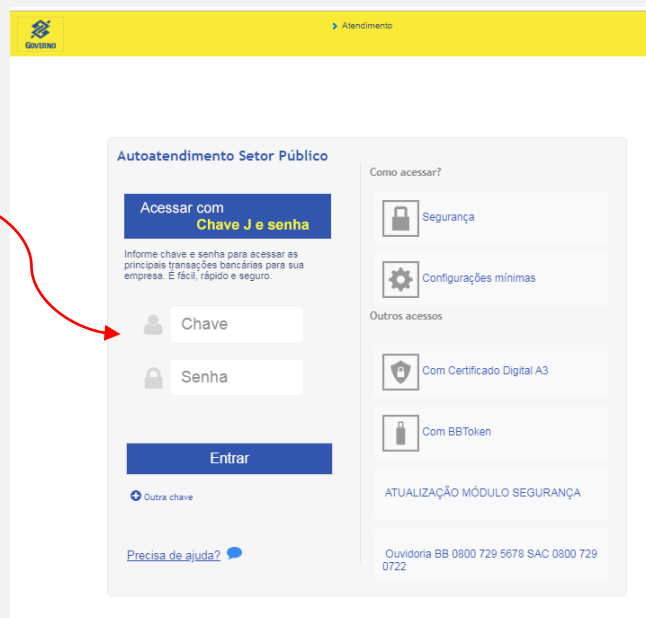 GOVERNO
Atendimento
Autoatendimento Setor Público
Acessar com
Chave J e senha
Informe chave e senha para acessar as
principais transações bancárias para sua
empresa. É fácil, rápido e seguro.
Chave
Senha
Entrar
Outra chave
Precisa de ajuda?
Como acessar?
Segurança
Configurações mínimas
Outros acessos
Com Certificado Digital A3
Com BBToken
ATUALIZAÇÃO MÓDULO SEGURANÇA
Ouvidoria BB 0800 729 5678 SAC 0800 729
0722